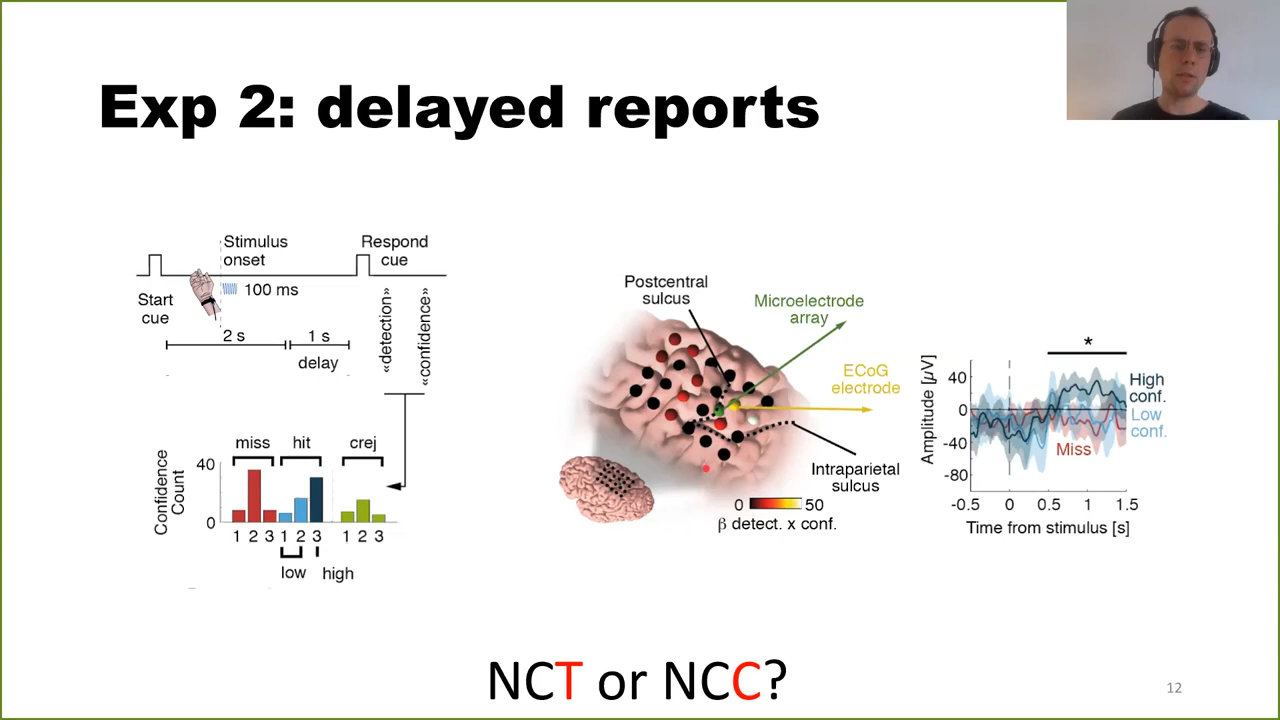 Exp 2: delayed reports
Stimulus
onset
Respond
cue
100 ms
Start
cue
2 s
1 s
delay
«detection»
«confidence»
miss
hit
crej
Confidence
Count
40
0
1 2 3 1 2 3 1 2 3
low
high
Postcentral
sulcus
Microelectrode
array
ECoG
electrode
Intraparietal
sulcus
0
50
β detect. x conf.
*
Amplitude [µV]
40
0
-40
-80
High
conf.
Low
conf.
Miss
-0.5 0 0.5 1 1.5
Time from stimulus [s]
NCT or NCC?
12